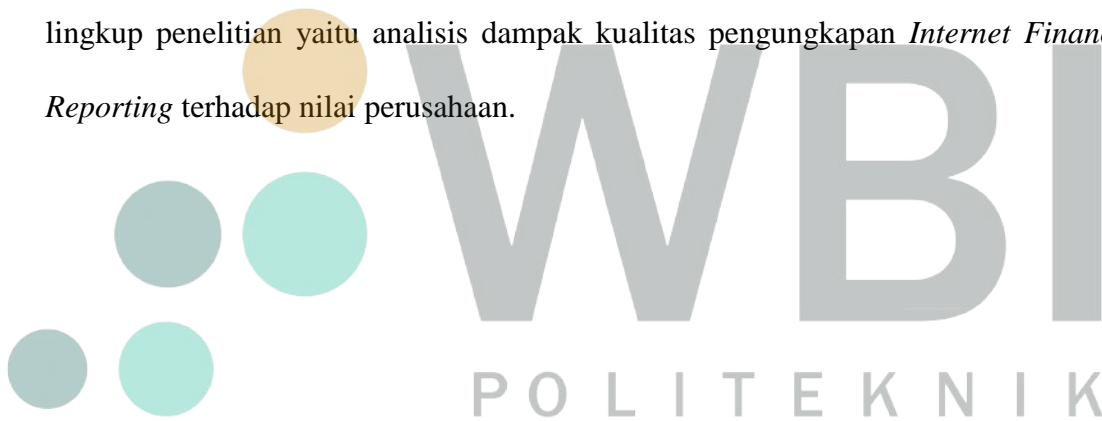 lingkup penelitian yaitu analisis dampak kualitas pengungkapan Internet
Reporting terhadap nilai perusahaan.
WBI
POLITEKNIK